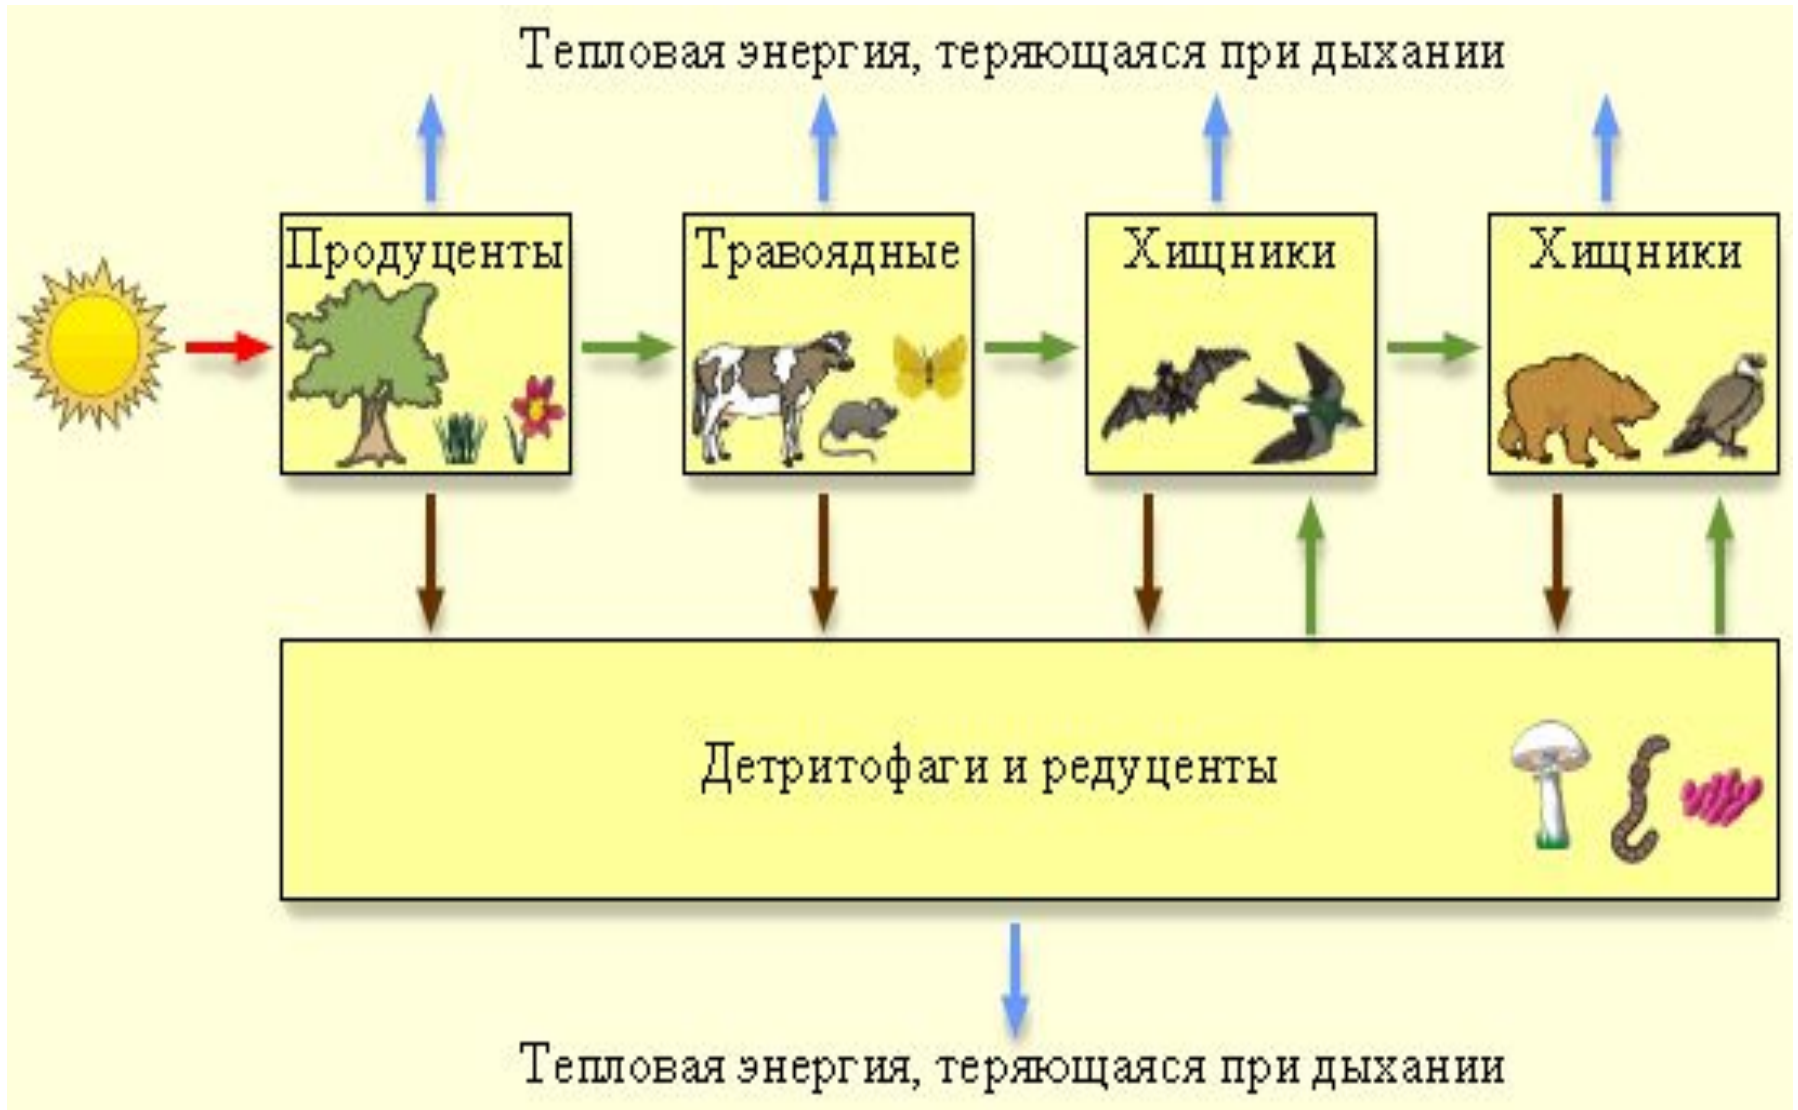 Тепловая энергия, теряющаяся при дыхании
Продуценты
Травоядные
Хищники
Хищники
Детритофаги и редуценты
Тепловая энергия, теряющаяся при дыхании